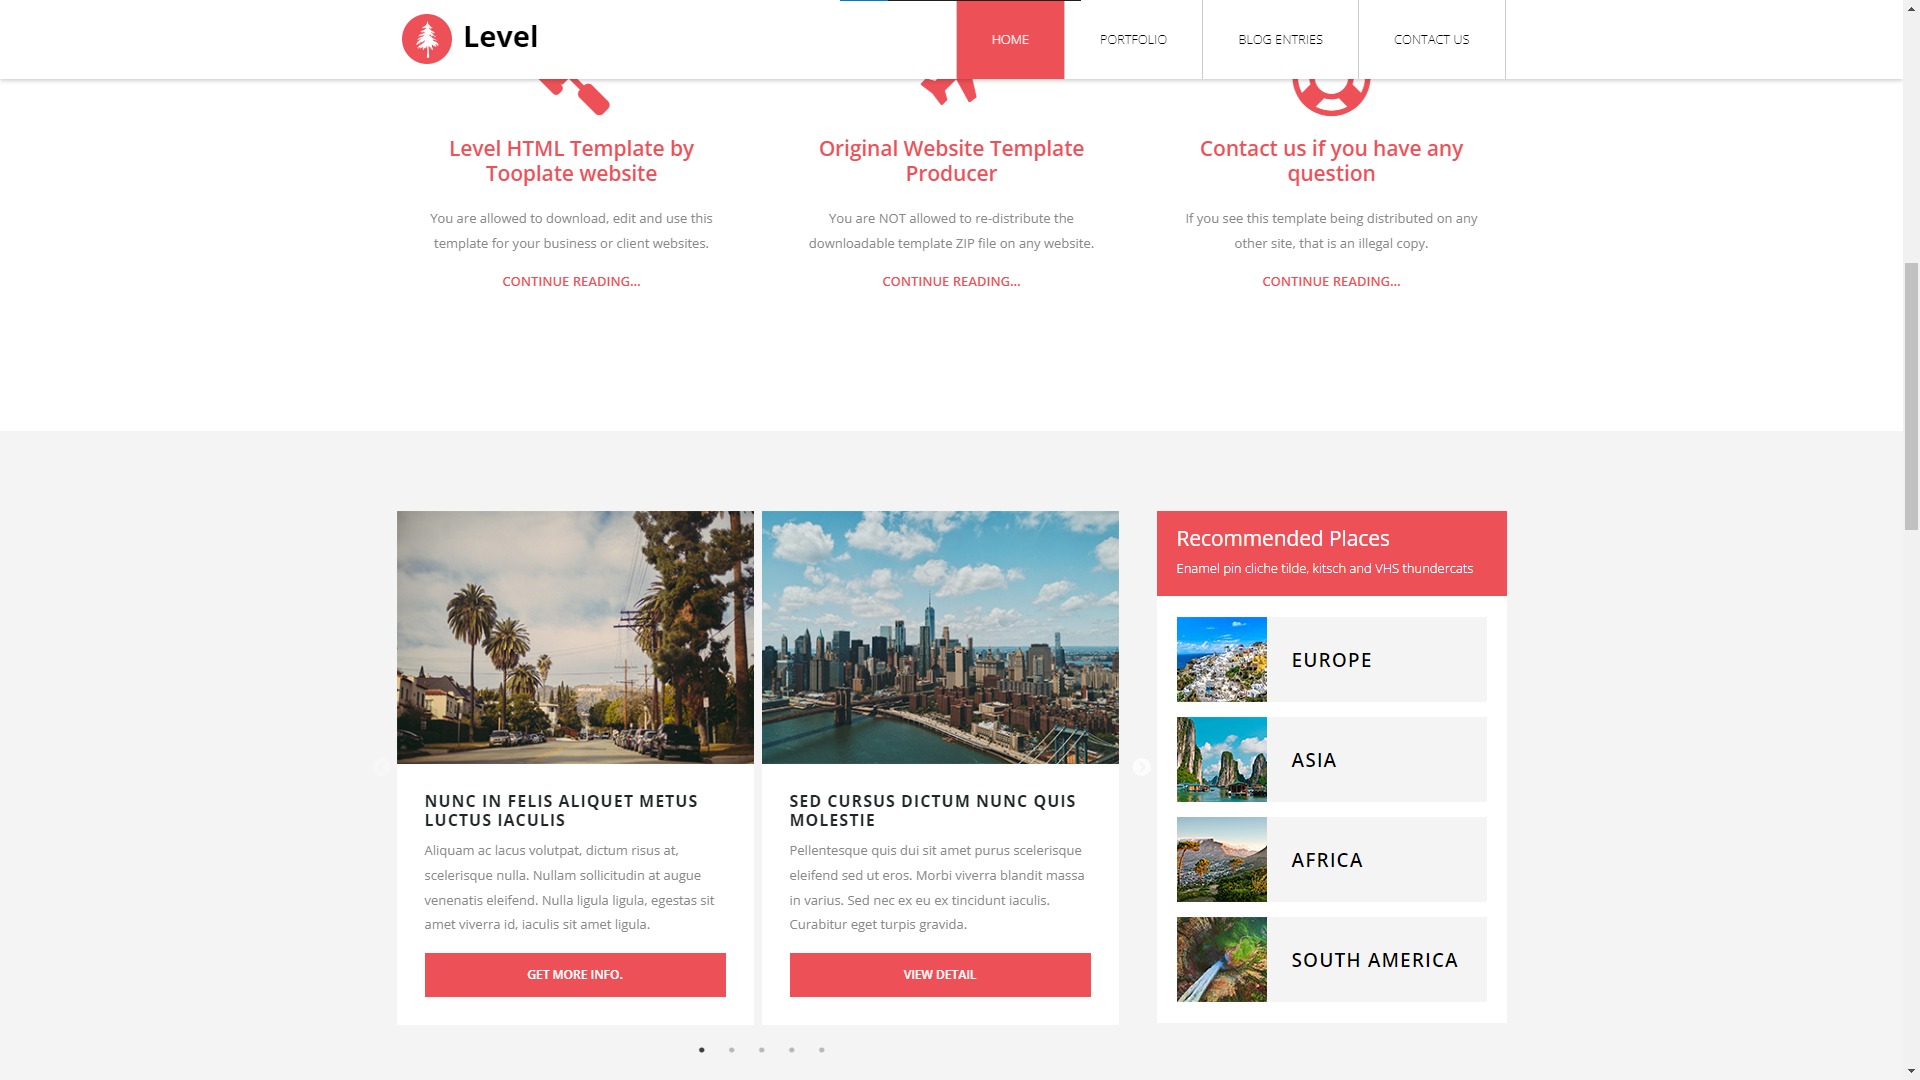 Level
HOME
PORTFOLIO
BLOG ENTRIES
CONTACT US
Level HTML Template by
Tooplate website
You are allowed to download, edit and use this
template for your business or client websites.
CONTINUE READING...
Original Website Template
Producer
You are NOT allowed to re-distribute the
downloadable template ZIP file on any website.
CONTINUE READING...
Contact us if you have any
question
If you see this template being distributed on any
other site, that is an illegal copy.
CONTINUE READING...
NUNC IN FELIS ALIQUET METUS
LUCTUS IACULIS
Aliquam ac lacus volutpat, dictum risus at,
scelerisque nulla. Nullam sollicitudin at augue
venenatis eleifend. Nulla ligula ligula, egestas sit
amet viverra id, iaculis sit amet ligula.
GET MORE INFO.
SED CURSUS DICTUM NUNC QUIS
MOLESTIE
Pellentesque quis dui sit amet purus scelerisque
eleifend sed ut eros. Morbi viverra blandit massa
in varius. Sed nec ex eu ex tincidunt iaculis.
Curabitur eget turpis gravida.
VIEW DETAIL
Recommended Places
Enamel pin cliche tilde, kitsch and VHS thundercats
EUROPE
ASIA
AFRICA
SOUTH AMERICA